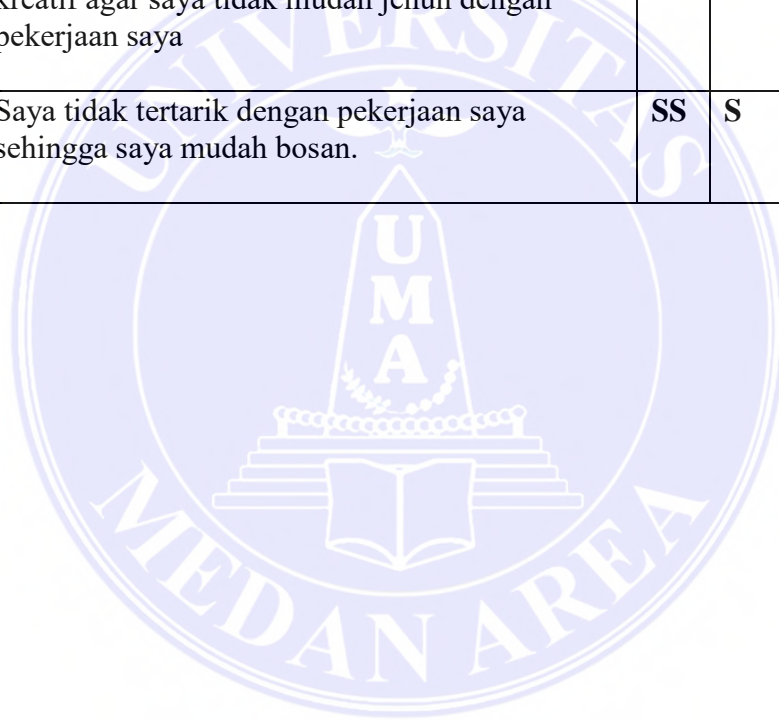 kreatif agar saya tidak mudah jenuh dengan
pekerjaan saya
Saya tidak tertarik dengan pekerjaan saya SS S
sehingga saya mudah bosan.
UNIVERSITAS
UMA
MEDAN AREA